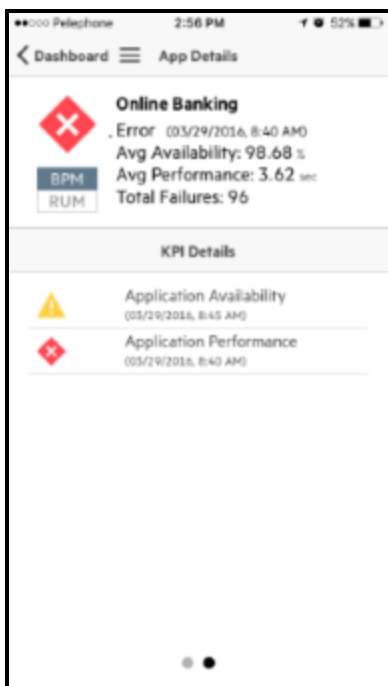 Pelephone 2:56 PM 52%
Dashboard App Details
Online Banking
Error (03/29/2016, 8:40 AM)
Avg Availability: 98.68 %
BPM Avg Performance: 3.62 sec
RUM Total Failures: 96
KPI Details
Application Availability
(03/29/2016, 8:45 AM)
Application Performance
(03/29/2016, 8:40 AM)